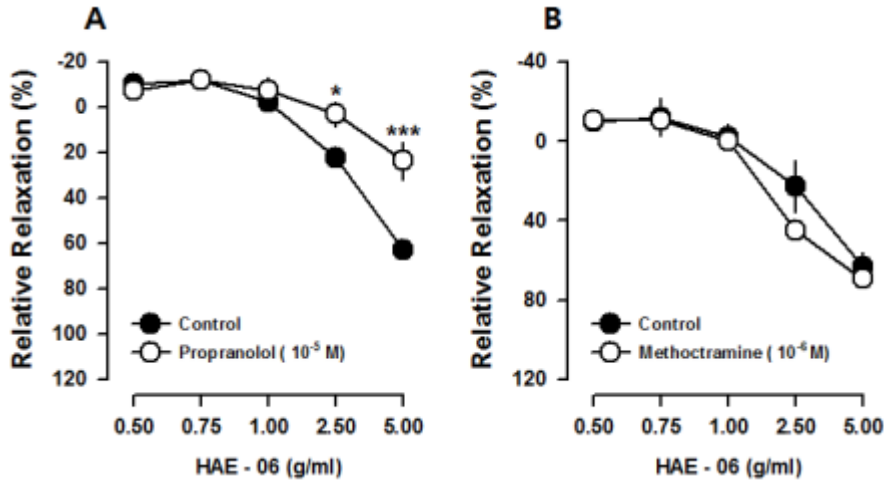 A
Relative Relaxation (%)
-20
0
20
40
60
80
100
120
*
***
Control
Propranolol ( 10⁻⁵ M)
0.50 0.75 1.00 2.50 5.00
HAE - 06 (g/ml)
B
Relative Relaxation (%)
-40
0
40
80
120
Control
Methoctramine ( 10⁻⁶ M)
0.50 0.75 1.00 2.50 5.00
HAE - 06 (g/ml)